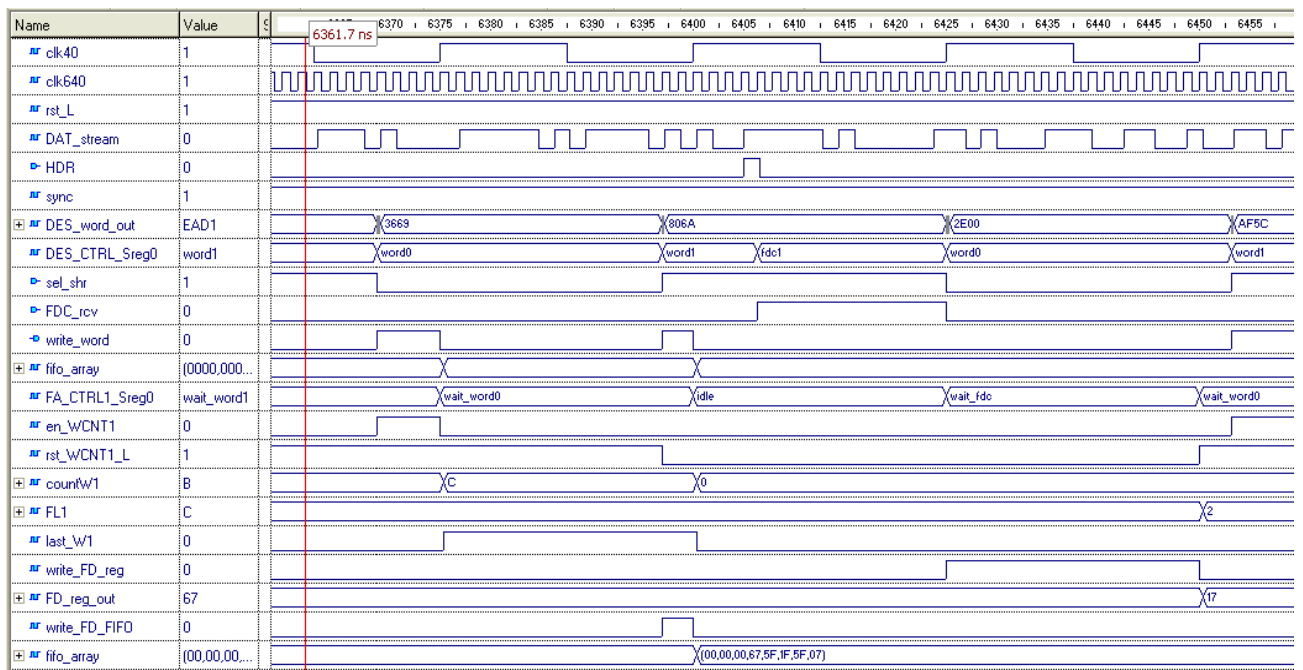 Name Value S 6370 6375 6380 6385 6390 6395 6400 6405 6410 6415 6420 6425 6430 6435 6440 6445 6450 6455
6361.7 ns
clk40 1
clk640 1
rst_L 1
DAT_stream 0
HDR 0
sync 1
DES_word_out EAD1 3669 806A 2E00 AF5C
DES_CTRL_Sreg0 word1 word0 word1 fdc1 word0 word1
sel_shr 1
FDC_rcv 0
write_word 0
fifo_array (0000,000...
FA_CTRL1_Sreg0 wait_word1 wait_word0 idle wait_fdc wait_word0
en_WCNT1 0
rst_WCNT1_L 1
countW1 B C 0
FL1 C 2
last_W1 0
write_FD_reg 0
FD_reg_out 67 17
write_FD_FIFO 0
fifo_array (00,00,00,... (00,00,00,67,5F,1F,5F,07)